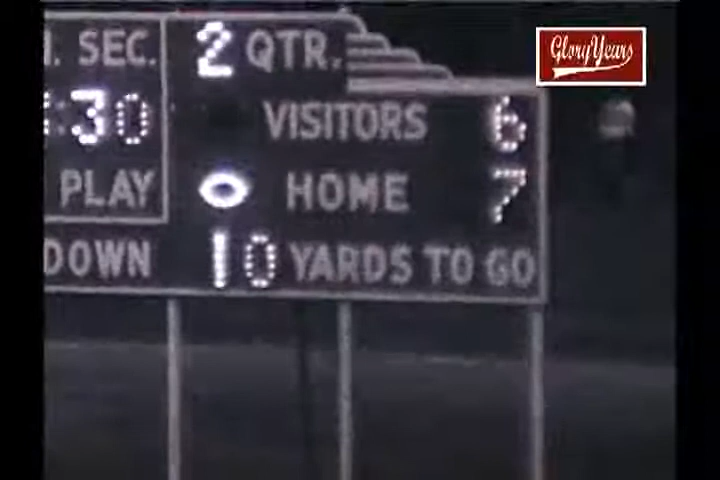 . SEC. 2 QTR.
:30 VISITORS 6
PLAY HOME 7
DOWN 10 YARDS TO GO
GloryYears